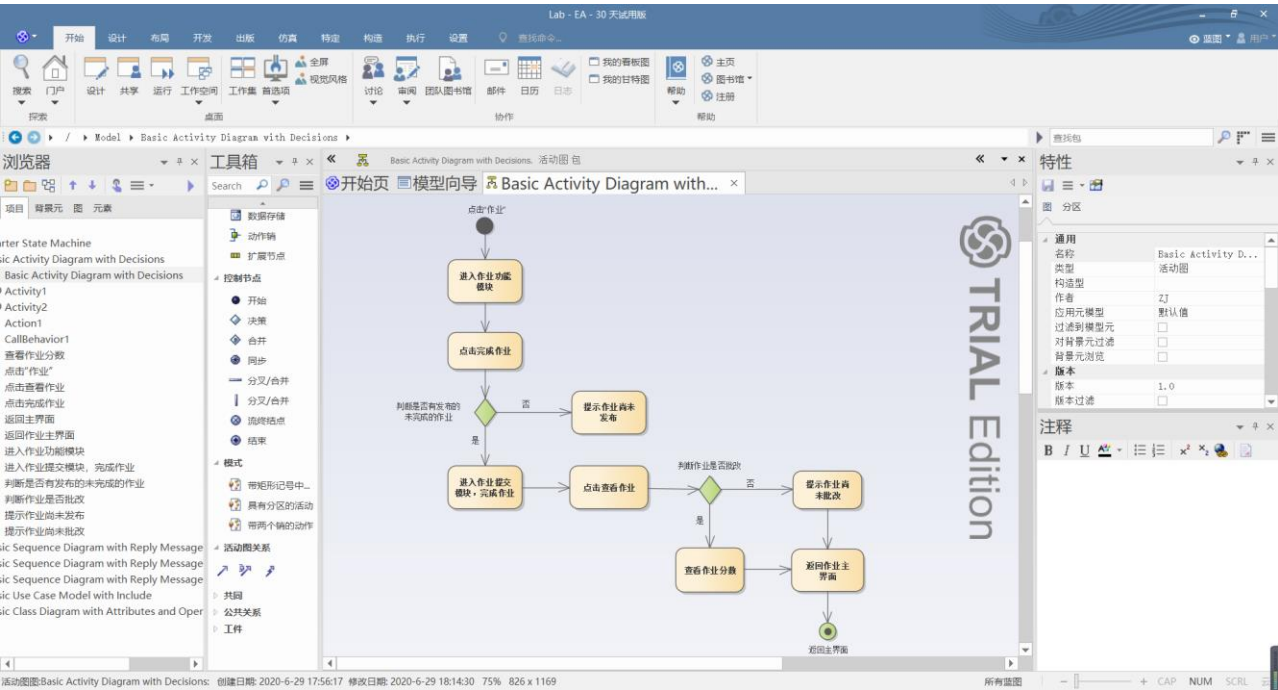 Lab - EA - 30 天试用版
开始 设计 布局 开发 出版 仿真 特定 构造 执行 设置 查找命令... 蓝图 用户
搜索 门户 设计 共享 运行 工作空间 工作集 首选项 全屏 视觉风格 讨论 审阅 团队图书馆 邮件 日历 日志 我的看板图 我的甘特图 帮助 主页 图书馆 注册
探索 桌面 协作 帮助
/ Model Basic Activity Diagram with Decisions 查找包
浏览器 工具箱 Basic Activity Diagram with Decisions. 活动图 包 特性
Search 开始页 模型向导 Basic Activity Diagram with...
项目 背景元 图 元素
图 分区
rter State Machine
sic Activity Diagram with Decisions
Basic Activity Diagram with Decisions
Activity1
Activity2
Action1
CallBehavior1
查看作业分数
点击"作业"
点击查看作业
点击完成作业
返回主界面
返回作业主界面
进入作业功能模块
进入作业提交模块，完成作业
判断是否有发布的未完成的作业
判断作业是否批改
提示作业尚未发布
提示作业尚未批改
sic Sequence Diagram with Reply Message
sic Sequence Diagram with Reply Message
sic Sequence Diagram with Reply Message
sic Use Case Model with Include
sic Class Diagram with Attributes and Oper
数据存储
动作销
扩展节点
控制节点
开始
决策
合并
同步
分叉/合并
分叉/合并
流终结点
结束
模式
带矩形记号中...
具有分区的活动
带两个销的动作
活动图关系
共同
公共关系
工件
点击"作业"
进入作业功能
模块
点击完成作业
判断是否有发布的
未完成的作业
否
提示作业尚未
发布
是
进入作业提交
模块，完成作业
点击查看作业
判断作业是否批改
否
提示作业尚
未批改
是
查看作业分数
返回作业主
界面
返回主界面
TRIAL Edition
通用
名称 Basic Activity D...
类型 活动图
构造型
作者 ZJ
应用元模型 默认值
过滤到模型元
对背景元过滤
背景元浏览
版本
版本 1.0
版本过滤
注释
B I U
活动图图:Basic Activity Diagram with Decisions: 创建日期: 2020-6-29 17:56:17 修改日期: 2020-6-29 18:14:30 75% 826 x 1169 所有蓝图 CAP NUM SCRL